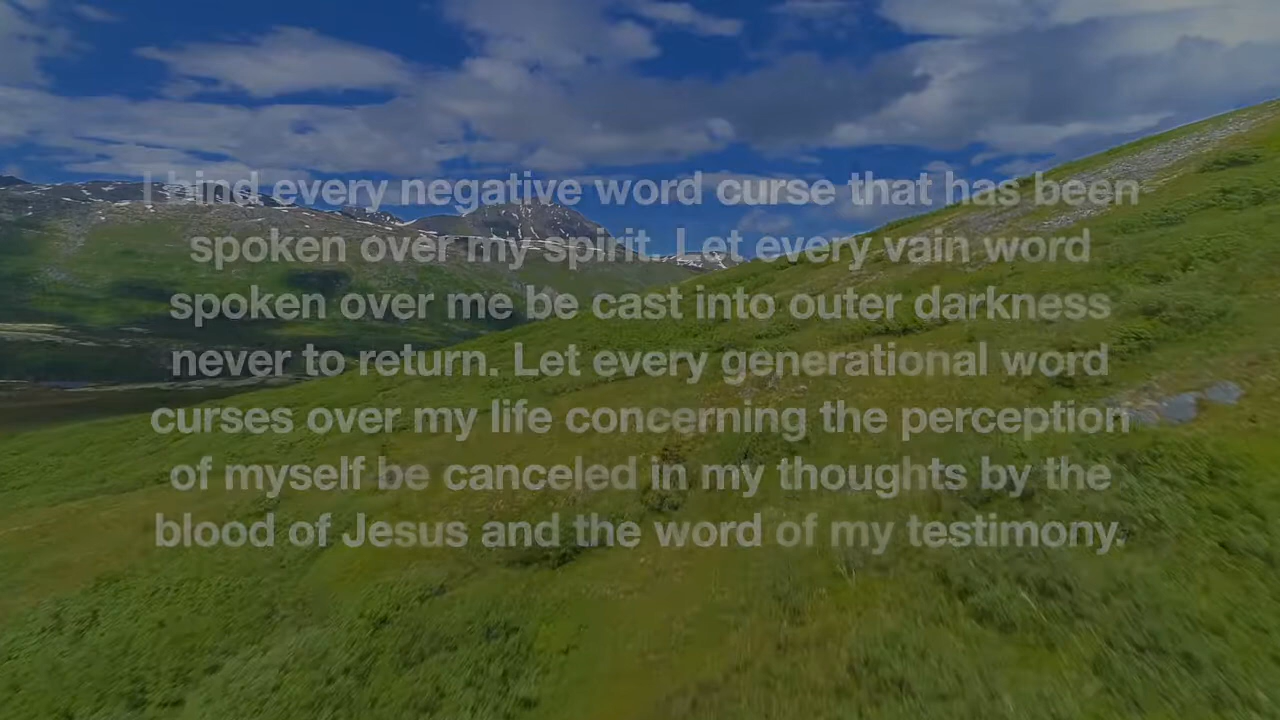 I bind every negative word curse that has been
spoken over my spirit. Let every vain word
spoken over me be cast into outer darkness
never to return. Let every generational word
curses over my life concerning the perception
of myself be canceled in my thoughts by the
blood of Jesus and the word of my testimony.